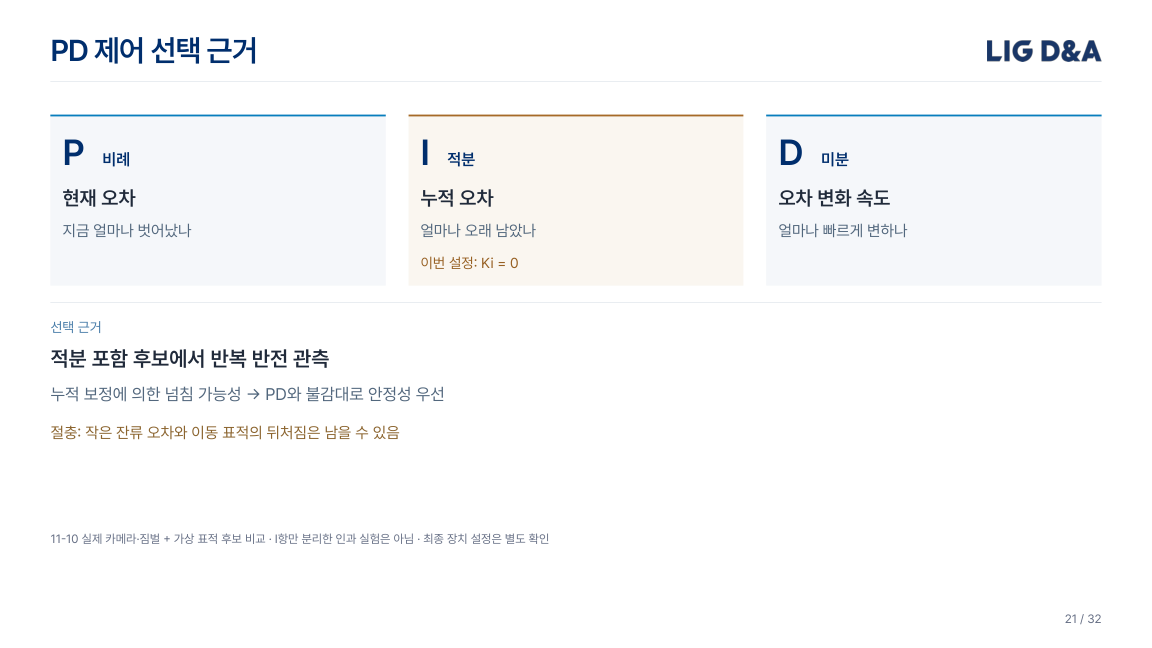 PD 제어 선택 근거
LIG D&A
P 비례
현재 오차
지금 얼마나 벗어났나
I 적분
누적 오차
얼마나 오래 남았나
이번 설정: Ki = 0
D 미분
오차 변화 속도
얼마나 빠르게 변하나
선택 근거
적분 포함 후보에서 반복 반전 관측
누적 보정에 의한 넘침 가능성 → PD와 불감대로 안정성 우선
절충: 작은 잔류 오차와 이동 표적의 뒤처짐은 남을 수 있음
11-10 실제 카메라·짐벌 + 가상 표적 후보 비교 · I항만 분리한 인과 실험은 아님 · 최종 장치 설정은 별도 확인
21 / 32